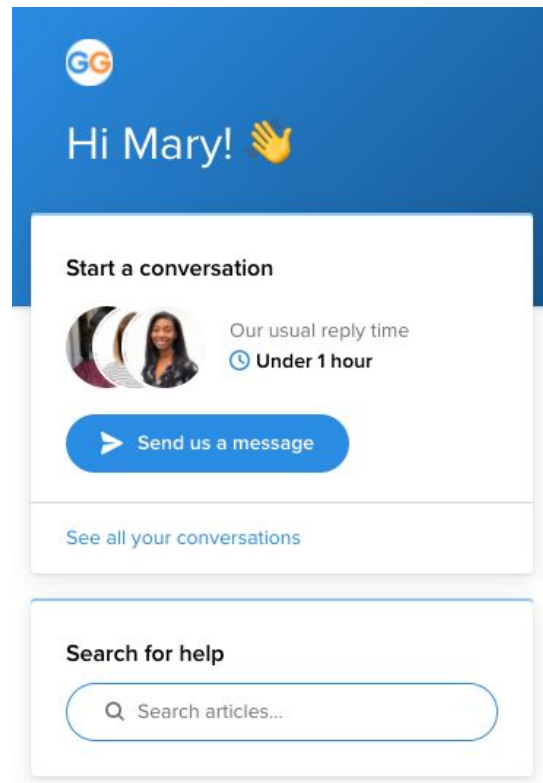 GG
Hi Mary! 👋
Start a conversation
Our usual reply time
Under 1 hour
Send us a message
See all your conversations
Search for help
Search articles...